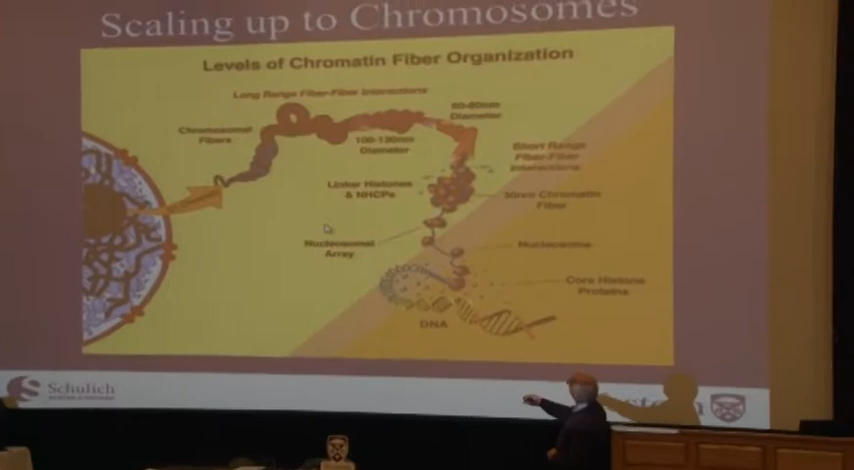 Scaling up to Chromosomes
Levels of Chromatin Fiber Organization
Long Range Fiber-Fiber Interactions
60-80nm
Diameter
Chromosomal
Fibers
100-130nm
Diameter
Short Range
Fiber-Fiber
Interactions
Linker Histones
& NHCPs
30nm Chromatin
Fiber
Nucleosomal
Array
Nucleosome
Core Histone
Proteins
DNA
Schulich